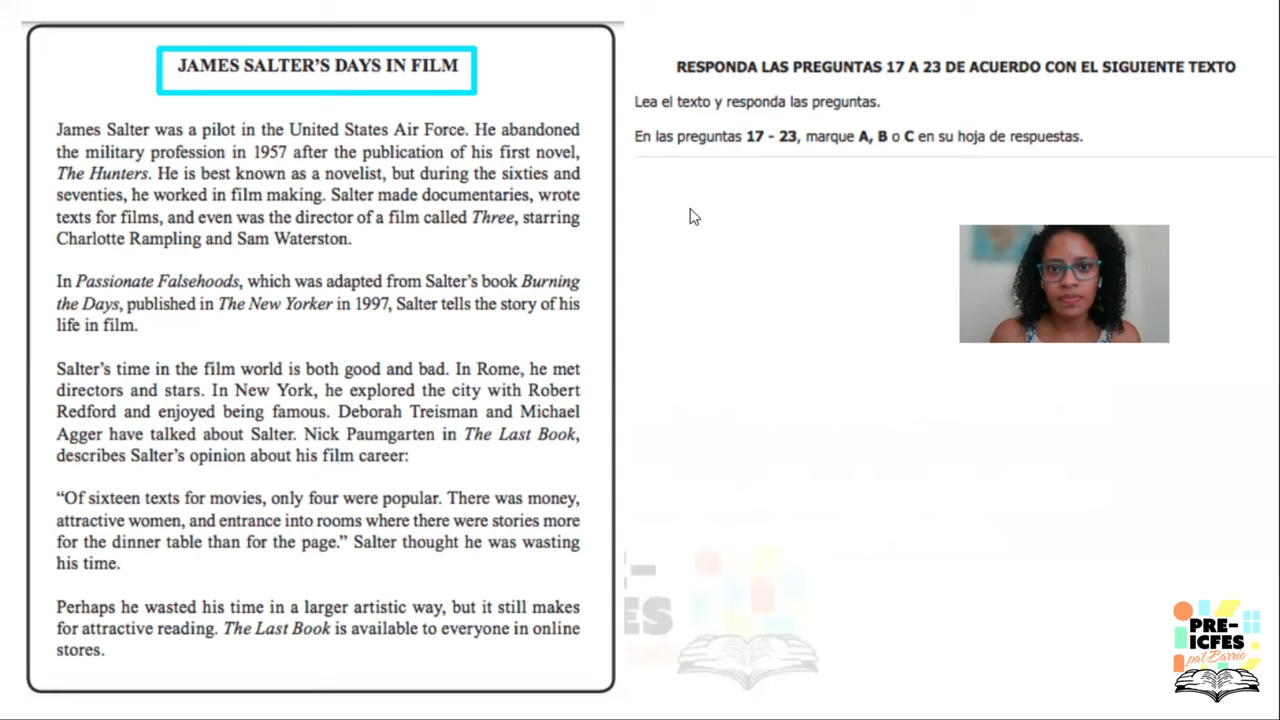 JAMES SALTER'S DAYS IN FILM
James Salter was a pilot in the United States Air Force. He abandoned
the military profession in 1957 after the publication of his first novel,
The Hunters. He is best known as a novelist, but during the sixties and
seventies, he worked in film making. Salter made documentaries, wrote
texts for films, and even was the director of a film called Three, starring
Charlotte Rampling and Sam Waterston.
In Passionate Falsehoods, which was adapted from Salter's book Burning
the Days, published in The New Yorker in 1997, Salter tells the story of his
life in film.
Salter's time in the film world is both good and bad. In Rome, he met
directors and stars. In New York, he explored the city with Robert
Redford and enjoyed being famous. Deborah Treisman and Michael
Agger have talked about Salter. Nick Paumgarten in The Last Book,
describes Salter's opinion about his film career:
“Of sixteen texts for movies, only four were popular. There was money,
attractive women, and entrance into rooms where there were stories more
for the dinner table than for the page.” Salter thought he was wasting
his time.
Perhaps he wasted his time in a larger artistic way, but it still makes
for attractive reading. The Last Book is available to everyone in online
stores.
RESPONDA LAS PREGUNTAS 17 A 23 DE ACUERDO CON EL SIGUIENTE TEXTO
Lea el texto y responda las preguntas.
En las preguntas 17 - 23, marque A, B o C en su hoja de respuestas.
PRE-
ICFES
pa'l Barrio